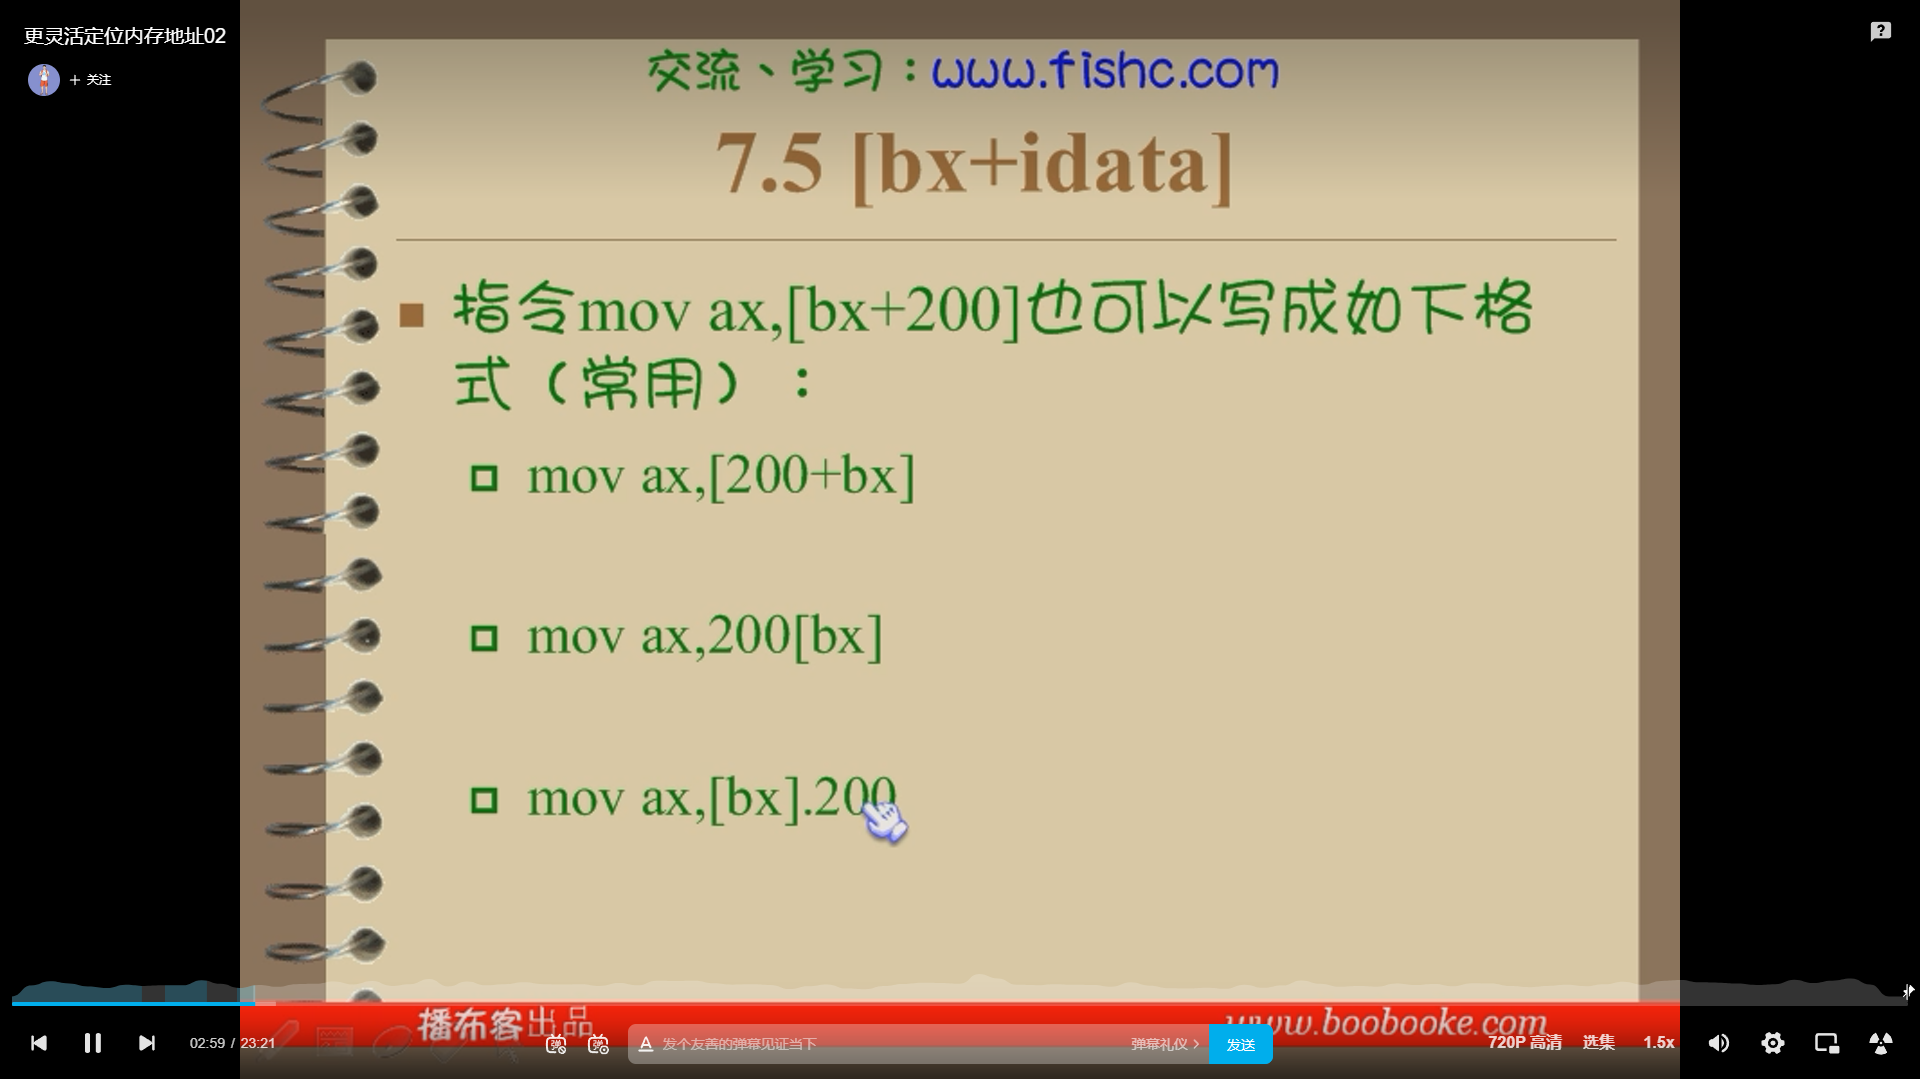 更灵活定位内存地址02
+ 关注
交流、学习：www.fishc.com
7.5 [bx+idata]
指令mov ax,[bx+200]也可以写成如下格
式（常用）：
mov ax,[200+bx]
mov ax,200[bx]
mov ax,[bx].200
播布客出品
www.boobooke.com
02:59 / 23:21
发个友善的弹幕见证当下
弹幕礼仪 >
发送
720P 高清
选集
1.5x